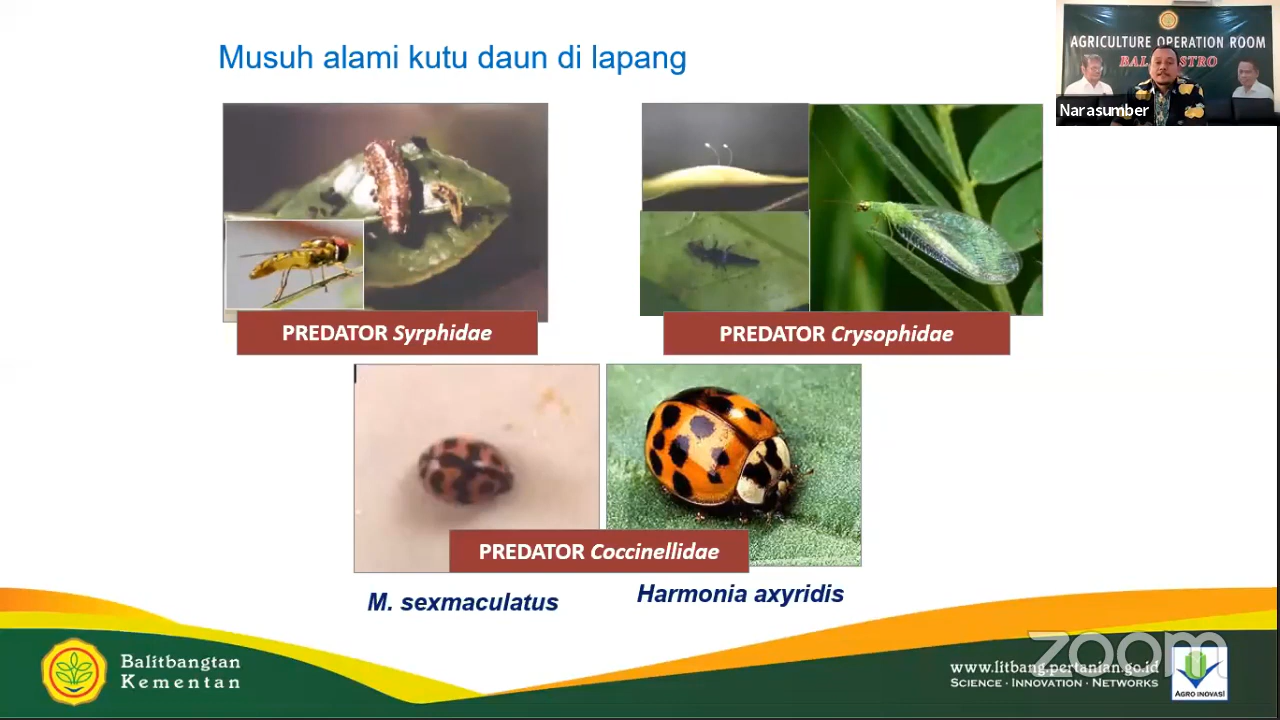 Musuh alami kutu daun di lapang
AGRICULTURE OPERATION ROOM
Narasumber
PREDATOR Syrphidae
PREDATOR Crysophidae
PREDATOR Coccinellidae
M. sexmaculatus
Harmonia axyridis
Balitbangtan
Kementan
zoom
www.litbang.pertanian.go.id
SCIENCE · INNOVATION · NETWORKS
AGRO INOVASI